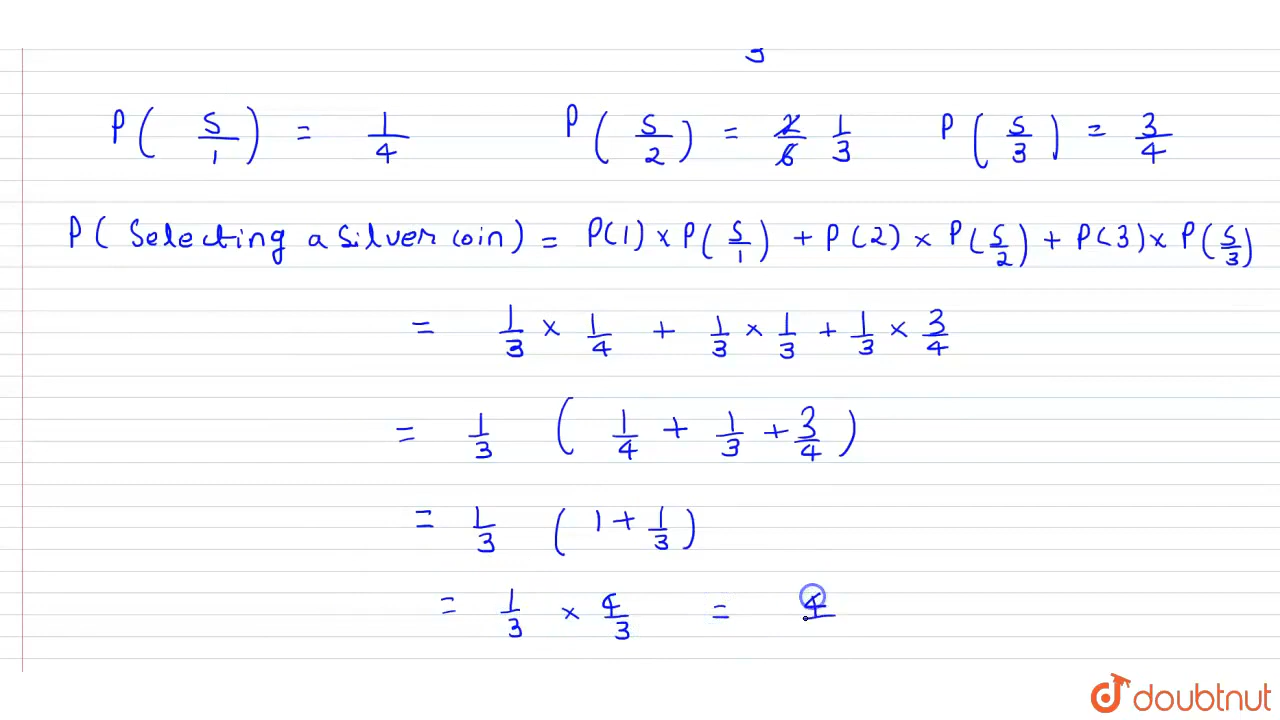 P( S/1 ) = 1/4 P( S/2 ) = 2/6 1/3 P( S/3 ) = 3/4
P( Selecting a silver coin ) = P(1) × P( S/1 ) + P(2) × P( S/2 ) + P(3) × P( S/3 )
= 1/3 × 1/4 + 1/3 × 1/3 + 1/3 × 3/4
= 1/3 ( 1/4 + 1/3 + 3/4 )
= 1/3 ( 1 + 1/3 )
= 1/3 × 4/3 = 4/
doubtnut